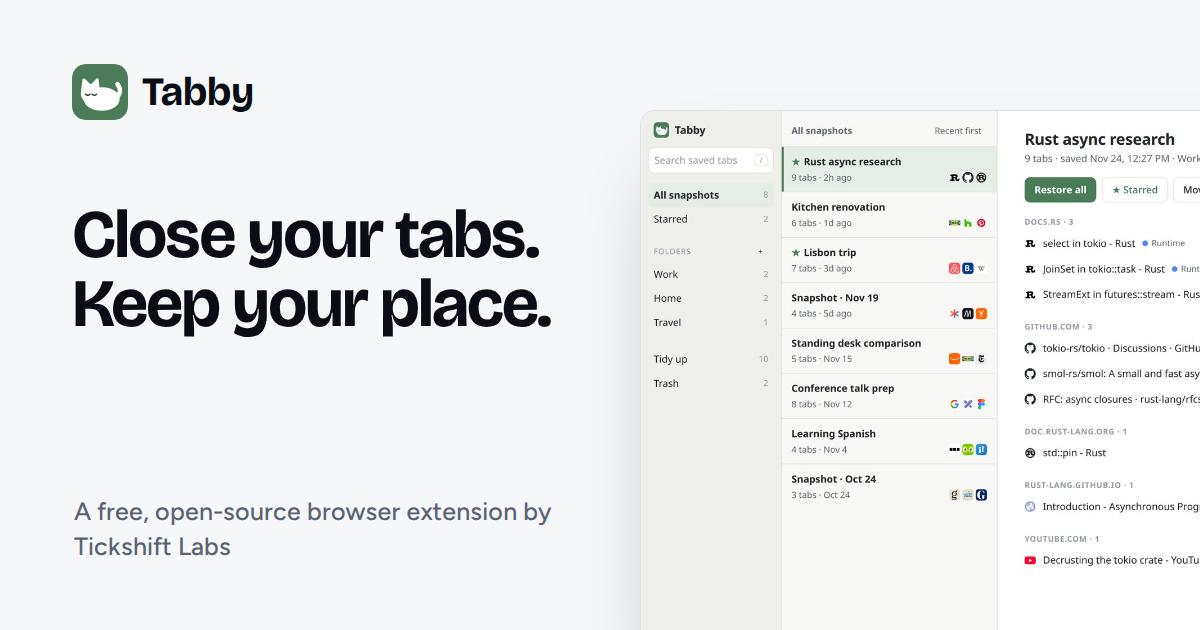 Tabby
Close your tabs.
Keep your place.
A free, open-source browser extension by
Tickshift Labs
Tabby
Search saved tabs /
All snapshots 8
Starred 2
FOLDERS +
Work 2
Home 2
Travel 1
Tidy up 10
Trash 2
All snapshots Recent first
★ Rust async research
9 tabs · 2h ago
Kitchen renovation
6 tabs · 1d ago
★ Lisbon trip
7 tabs · 3d ago
Snapshot · Nov 19
4 tabs · 5d ago
Standing desk comparison
5 tabs · Nov 15
Conference talk prep
8 tabs · Nov 12
Learning Spanish
4 tabs · Nov 4
Snapshot · Oct 24
3 tabs · Oct 24
Rust async research
9 tabs · saved Nov 24, 12:27 PM · Work
Restore all ★ Starred Mov
DOCS.RS · 3
select in tokio - Rust Runtime
JoinSet in tokio::task - Rust Runt
StreamExt in futures::stream - Rus
GITHUB.COM · 3
tokio-rs/tokio · Discussions · GitHu
smol-rs/smol: A small and fast asy
RFC: async closures · rust-lang/rfcs
DOC.RUST-LANG.ORG · 1
std::pin - Rust
RUST-LANG.GITHUB.IO · 1
Introduction - Asynchronous Progr
YOUTUBE.COM · 1
Decrusting the tokio crate - YouTu